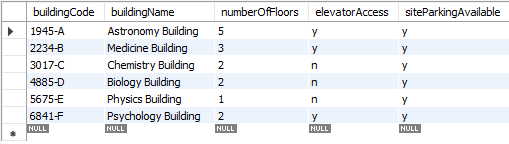 buildingCode buildingName numberOfFloors elevatorAccess siteParkingAvailable
1945-A Astronomy Building 5 y y
2234-B Medicine Building 3 y y
3017-C Chemistry Building 2 n y
4885-D Biology Building 2 n y
5675-E Physics Building 1 n y
6841-F Psychology Building 2 y y
NULL NULL NULL NULL NULL